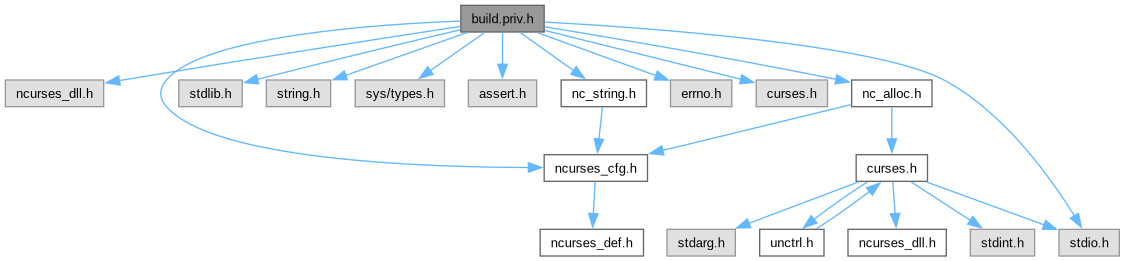 build.priv.h
ncurses_dll.h
stdlib.h
string.h
sys/types.h
assert.h
nc_string.h
errno.h
curses.h
nc_alloc.h
ncurses_cfg.h
curses.h
ncurses_def.h
stdarg.h
unctrl.h
ncurses_dll.h
stdint.h
stdio.h